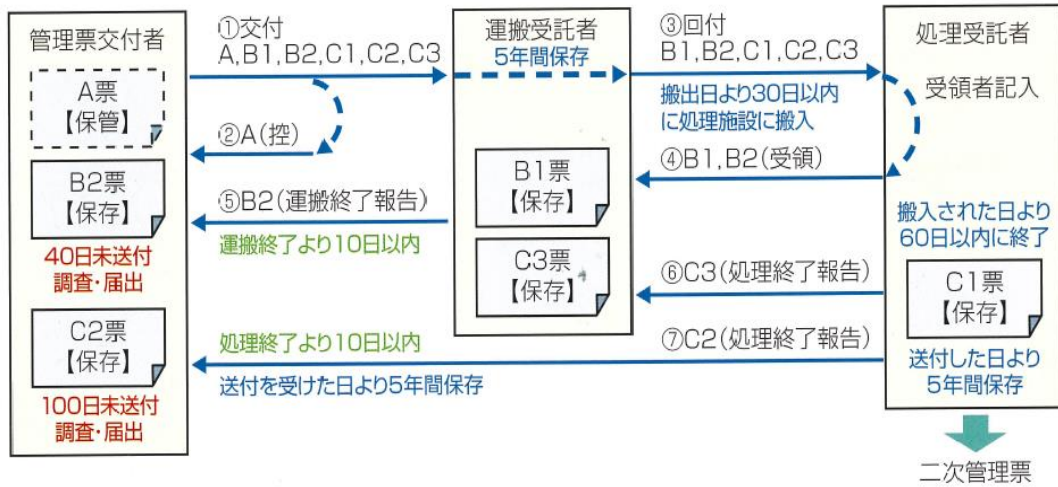 管理票交付者
A票
【保管】
B2票
【保存】
40日未送付
調査・届出
C2票
【保存】
100日未送付
調査・届出
①交付
A,B1,B2,C1,C2,C3
②A(控)
⑤B2(運搬終了報告)
運搬終了より10日以内
処理終了より10日以内
送付を受けた日より5年間保存
運搬受託者
5年間保存
B1票
【保存】
C3票
【保存】
③回付
B1,B2,C1,C2,C3
搬出日より30日以内
に処理施設に搬入
④B1,B2(受領)
⑥C3(処理終了報告)
⑦C2(処理終了報告)
処理受託者
受領者記入
搬入された日より
60日以内に終了
C1票
【保存】
送付した日より
5年間保存
二次管理票